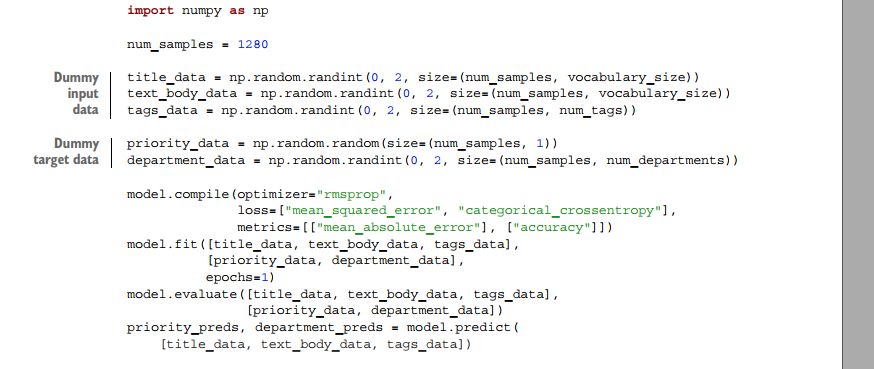 import numpy as np
num_samples = 1280
Dummy input data
title_data = np.random.randint(0, 2, size=(num_samples, vocabulary_size))
text_body_data = np.random.randint(0, 2, size=(num_samples, vocabulary_size))
tags_data = np.random.randint(0, 2, size=(num_samples, num_tags))
Dummy target data
priority_data = np.random.random(size=(num_samples, 1))
department_data = np.random.randint(0, 2, size=(num_samples, num_departments))
model.compile(optimizer="rmsprop",
loss=["mean_squared_error", "categorical_crossentropy"],
metrics=[["mean_absolute_error"], ["accuracy"]])
model.fit([title_data, text_body_data, tags_data],
[priority_data, department_data],
epochs=1)
model.evaluate([title_data, text_body_data, tags_data],
[priority_data, department_data])
priority_preds, department_preds = model.predict(
[title_data, text_body_data, tags_data])